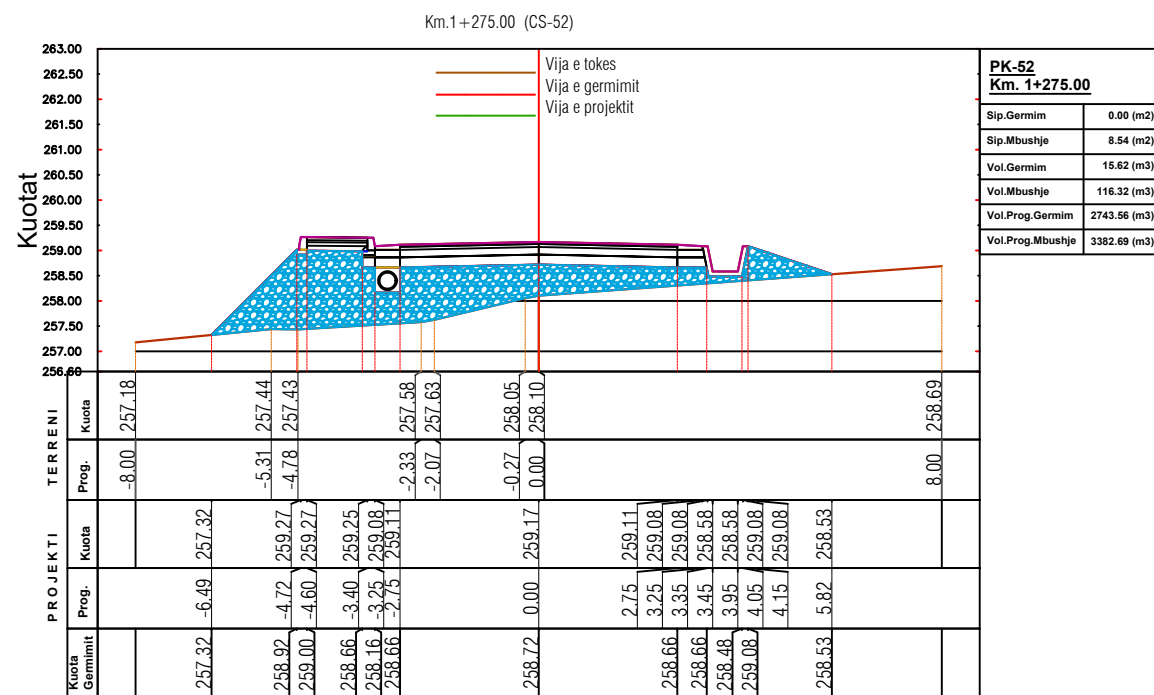 Km.1+275.00 (CS-52)
Vija e tokes
Vija e germimit
Vija e projektit
Kuotat
263.00
262.50
262.00
261.50
261.00
260.50
260.00
259.50
259.00
258.50
258.00
257.50
257.00
256.60
PK-52
Km. 1+275.00
Sip.Germim 0.00 (m2)
Sip.Mbushje 8.54 (m2)
Vol.Germim 15.62 (m3)
Vol.Mbushje 116.32 (m3)
Vol.Prog.Germim 2743.56 (m3)
Vol.Prog.Mbushje 3382.69 (m3)
TERRENI
Kuota 257.18 257.44 257.43 257.58 257.63 258.05 258.10 258.69
Prog. -8.00 -5.31 -4.78 -2.33 -2.07 -0.27 0.00 8.00
PROJEKTI
Kuota 257.32 259.27 259.27 259.25 259.08 259.11 259.17 259.11 259.08 259.08 258.58 258.58 259.08 259.08 258.53
Prog. -6.49 -4.72 -4.60 -3.40 -3.25 -2.75 0.00 2.75 3.25 3.35 3.45 3.95 4.05 4.15 5.82
Kuota Germimit 257.32 258.92 259.00 258.66 258.16 258.66 258.72 258.66 258.66 258.48 259.08 258.53